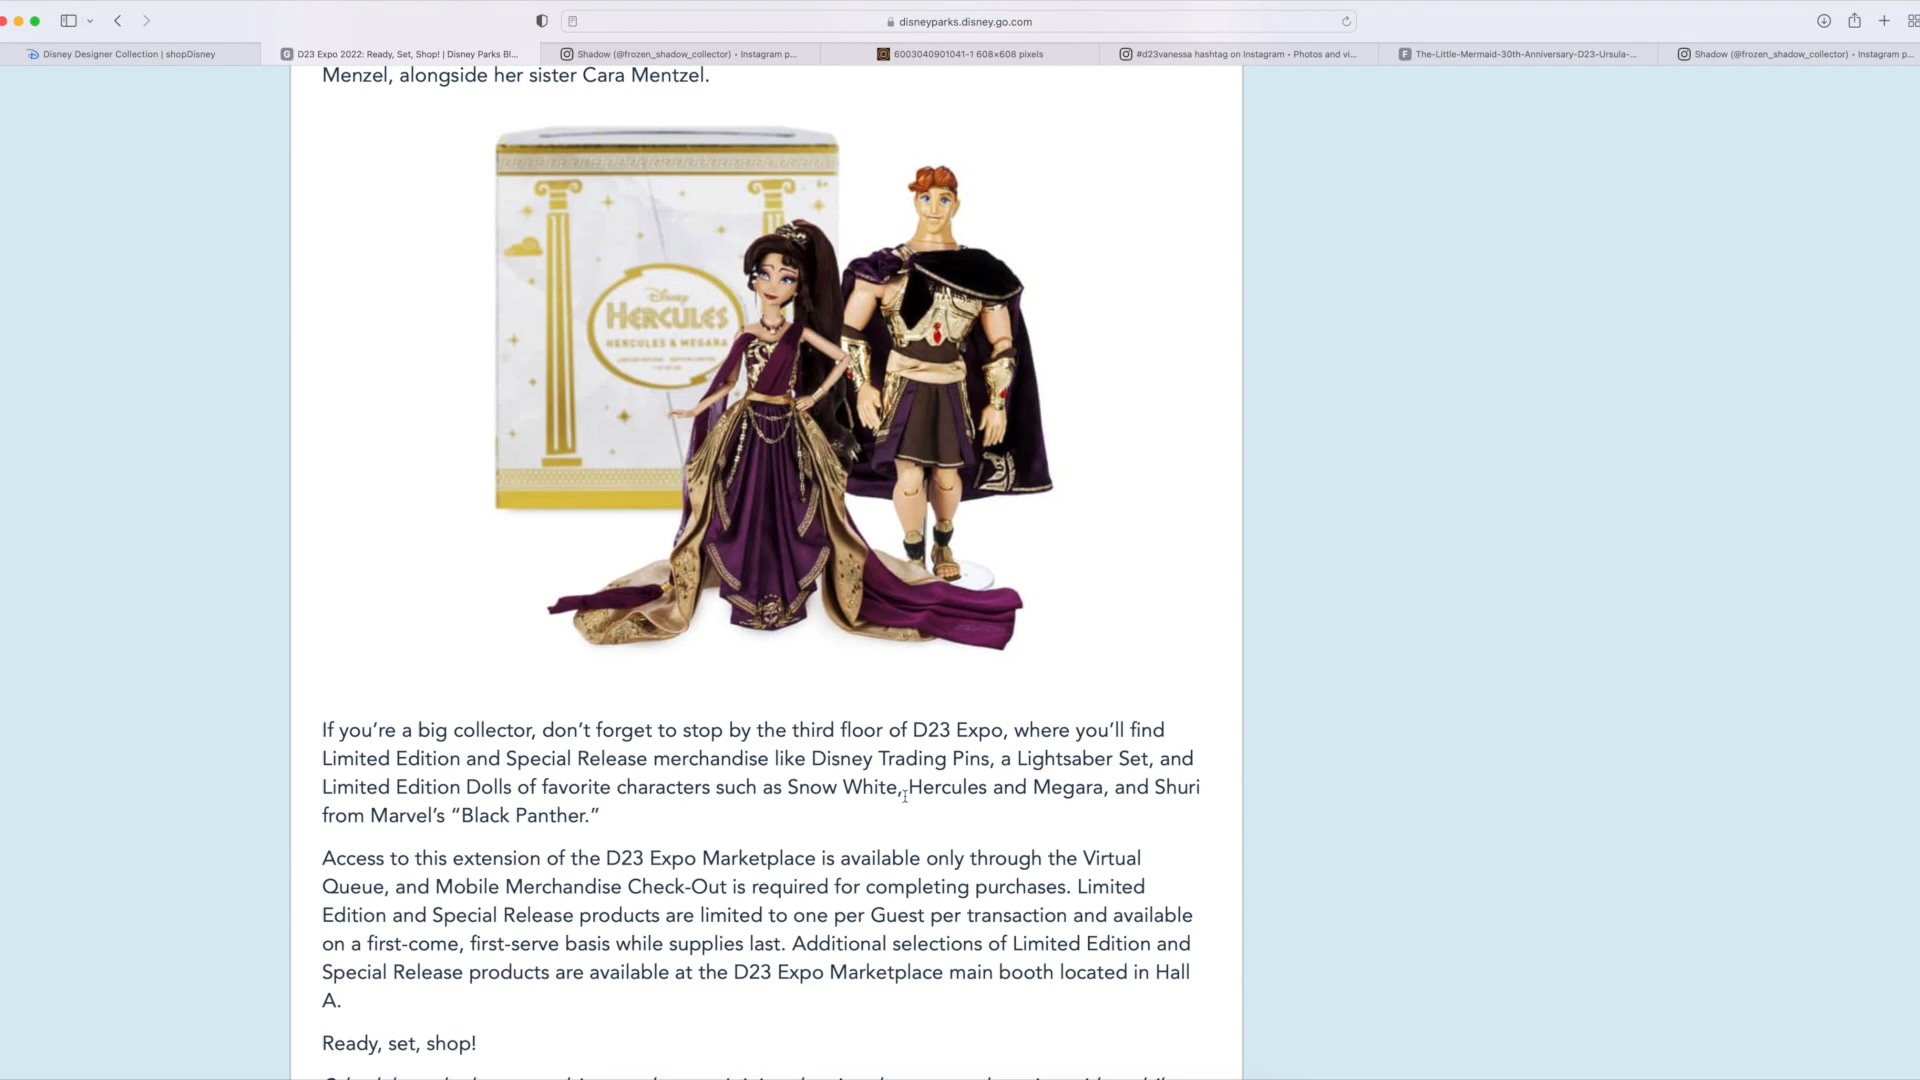 disneyparks.disney.go.com
Disney Designer Collection | shopDisney
D23 Expo 2022: Ready, Set, Shop! | Disney Parks Bl...
Shadow (@frozen_shadow_collector) • Instagram p...
6003040901041-1 608×608 pixels
#d23vanessa hashtag on Instagram • Photos and vi...
The-Little-Mermaid-30th-Anniversary-D23-Ursula-...
Shadow (@frozen_shadow_collector) • Instagram p...
Menzel, alongside her sister Cara Mentzel.
Disney
HERCULES
HERCULES & MEGARA
If you’re a big collector, don’t forget to stop by the third floor of D23 Expo, where you’ll find
Limited Edition and Special Release merchandise like Disney Trading Pins, a Lightsaber Set, and
Limited Edition Dolls of favorite characters such as Snow White, Hercules and Megara, and Shuri
from Marvel’s “Black Panther.”
Access to this extension of the D23 Expo Marketplace is available only through the Virtual
Queue, and Mobile Merchandise Check-Out is required for completing purchases. Limited
Edition and Special Release products are limited to one per Guest per transaction and available
on a first-come, first-serve basis while supplies last. Additional selections of Limited Edition and
Special Release products are available at the D23 Expo Marketplace main booth located in Hall
A.
Ready, set, shop!